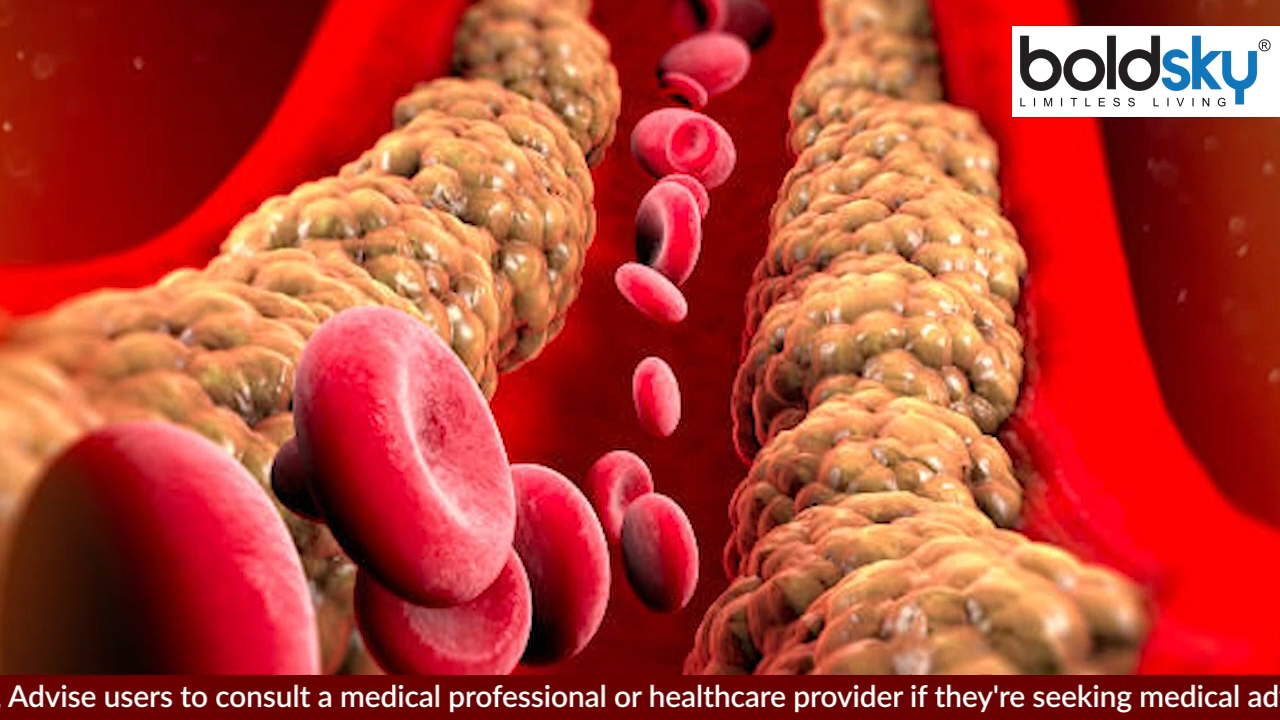 boldsky®
LIMITLESS LIVING
Advise users to consult a medical professional or healthcare provider if they're seeking medical ad